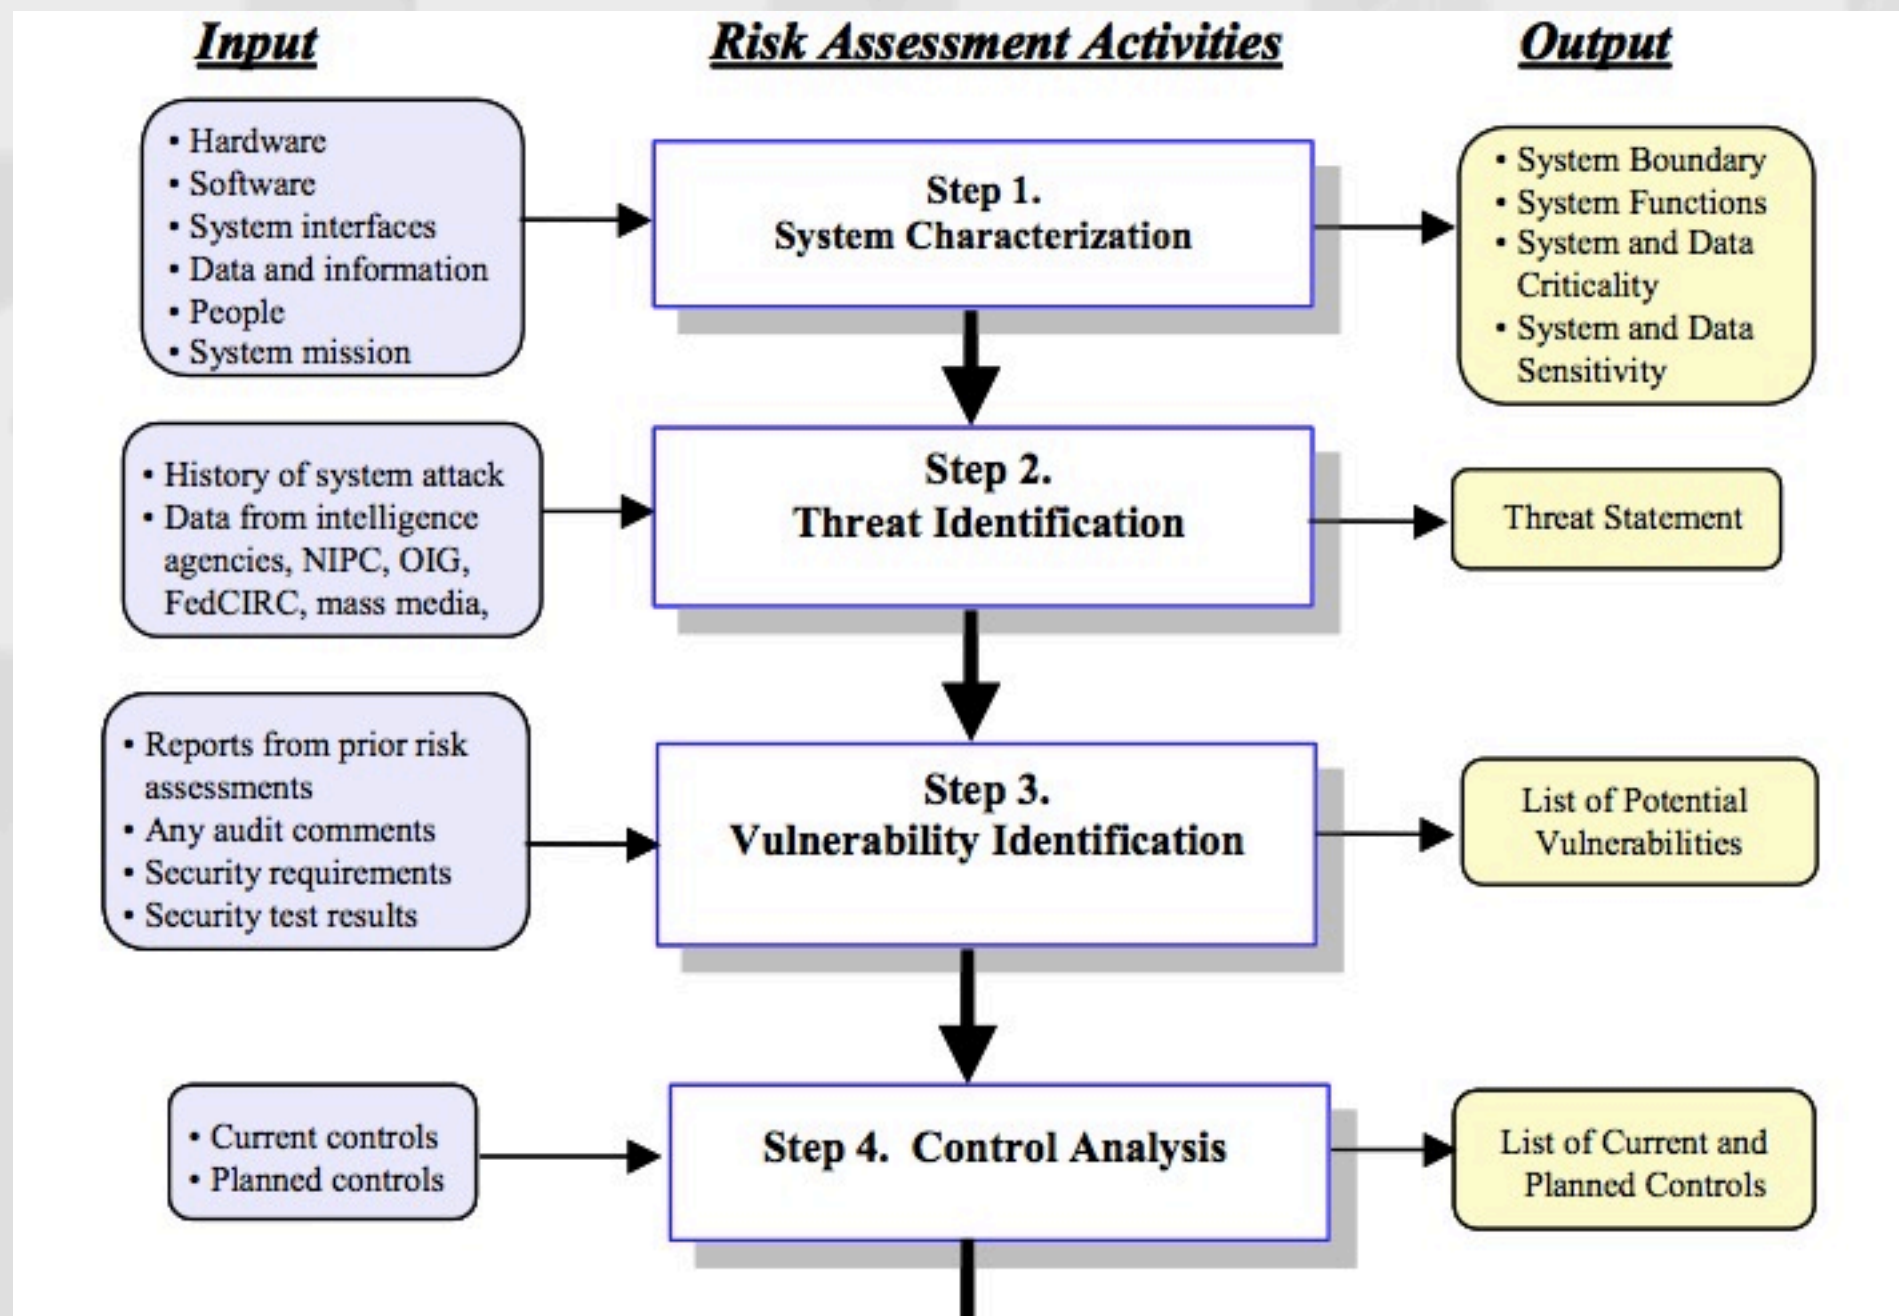 Input
Risk Assessment Activities
Output
• Hardware
• Software
• System interfaces
• Data and information
• People
• System mission
Step 1.
System Characterization
• System Boundary
• System Functions
• System and Data
Criticality
• System and Data
Sensitivity
• History of system attack
• Data from intelligence
agencies, NIPC, OIG,
FedCIRC, mass media,
Step 2.
Threat Identification
Threat Statement
• Reports from prior risk
assessments
• Any audit comments
• Security requirements
• Security test results
Step 3.
Vulnerability Identification
List of Potential
Vulnerabilities
• Current controls
• Planned controls
Step 4. Control Analysis
List of Current and
Planned Controls